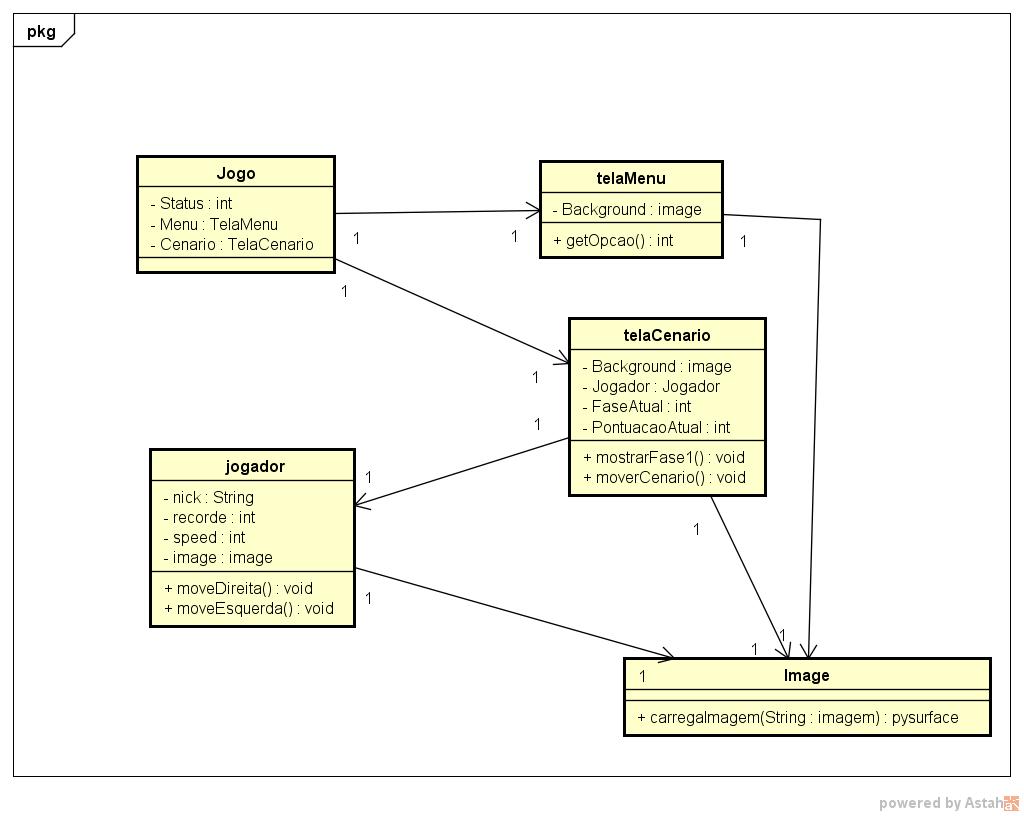 pkg
Jogo
- Status : int
- Menu : TelaMenu
- Cenario : TelaCenario
telaMenu
- Background : image
+ getOpcao() : int
1
1
1
1
telaCenario
- Background : image
- Jogador : Jogador
- FaseAtual : int
- PontuacaoAtual : int
+ mostrarFase1() : void
+ moverCenario() : void
1
1
1
jogador
- nick : String
- recorde : int
- speed : int
- image : image
+ moveDireita() : void
+ moveEsquerda() : void
1
1
1
1
1
Image
+ carregaImagem(String : imagem) : pysurface
powered by Astah